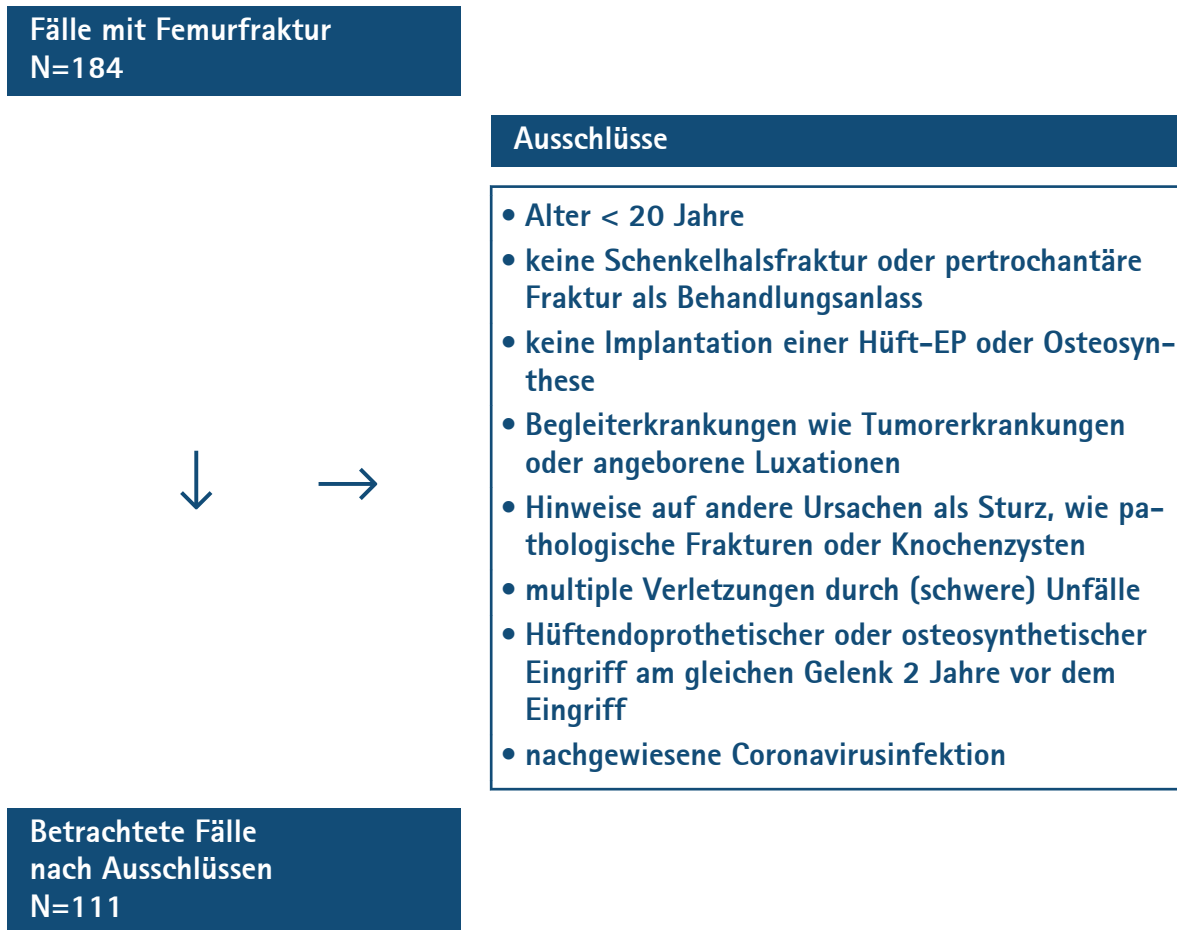 Fälle mit Femurfraktur
N=184
Ausschlüsse
• Alter < 20 Jahre
• keine Schenkelhalsfraktur oder pertrochantäre
Fraktur als Behandlungsanlass
• keine Implantation einer Hüft-EP oder Osteosyn-
these
• Begleiterkrankungen wie Tumorerkrankungen
oder angeborene Luxationen
• Hinweise auf andere Ursachen als Sturz, wie pa-
thologische Frakturen oder Knochenzysten
• multiple Verletzungen durch (schwere) Unfälle
• Hüftendoprothetischer oder osteosynthetischer
Eingriff am gleichen Gelenk 2 Jahre vor dem
Eingriff
• nachgewiesene Coronavirusinfektion
Betrachtete Fälle
nach Ausschlüssen
N=111